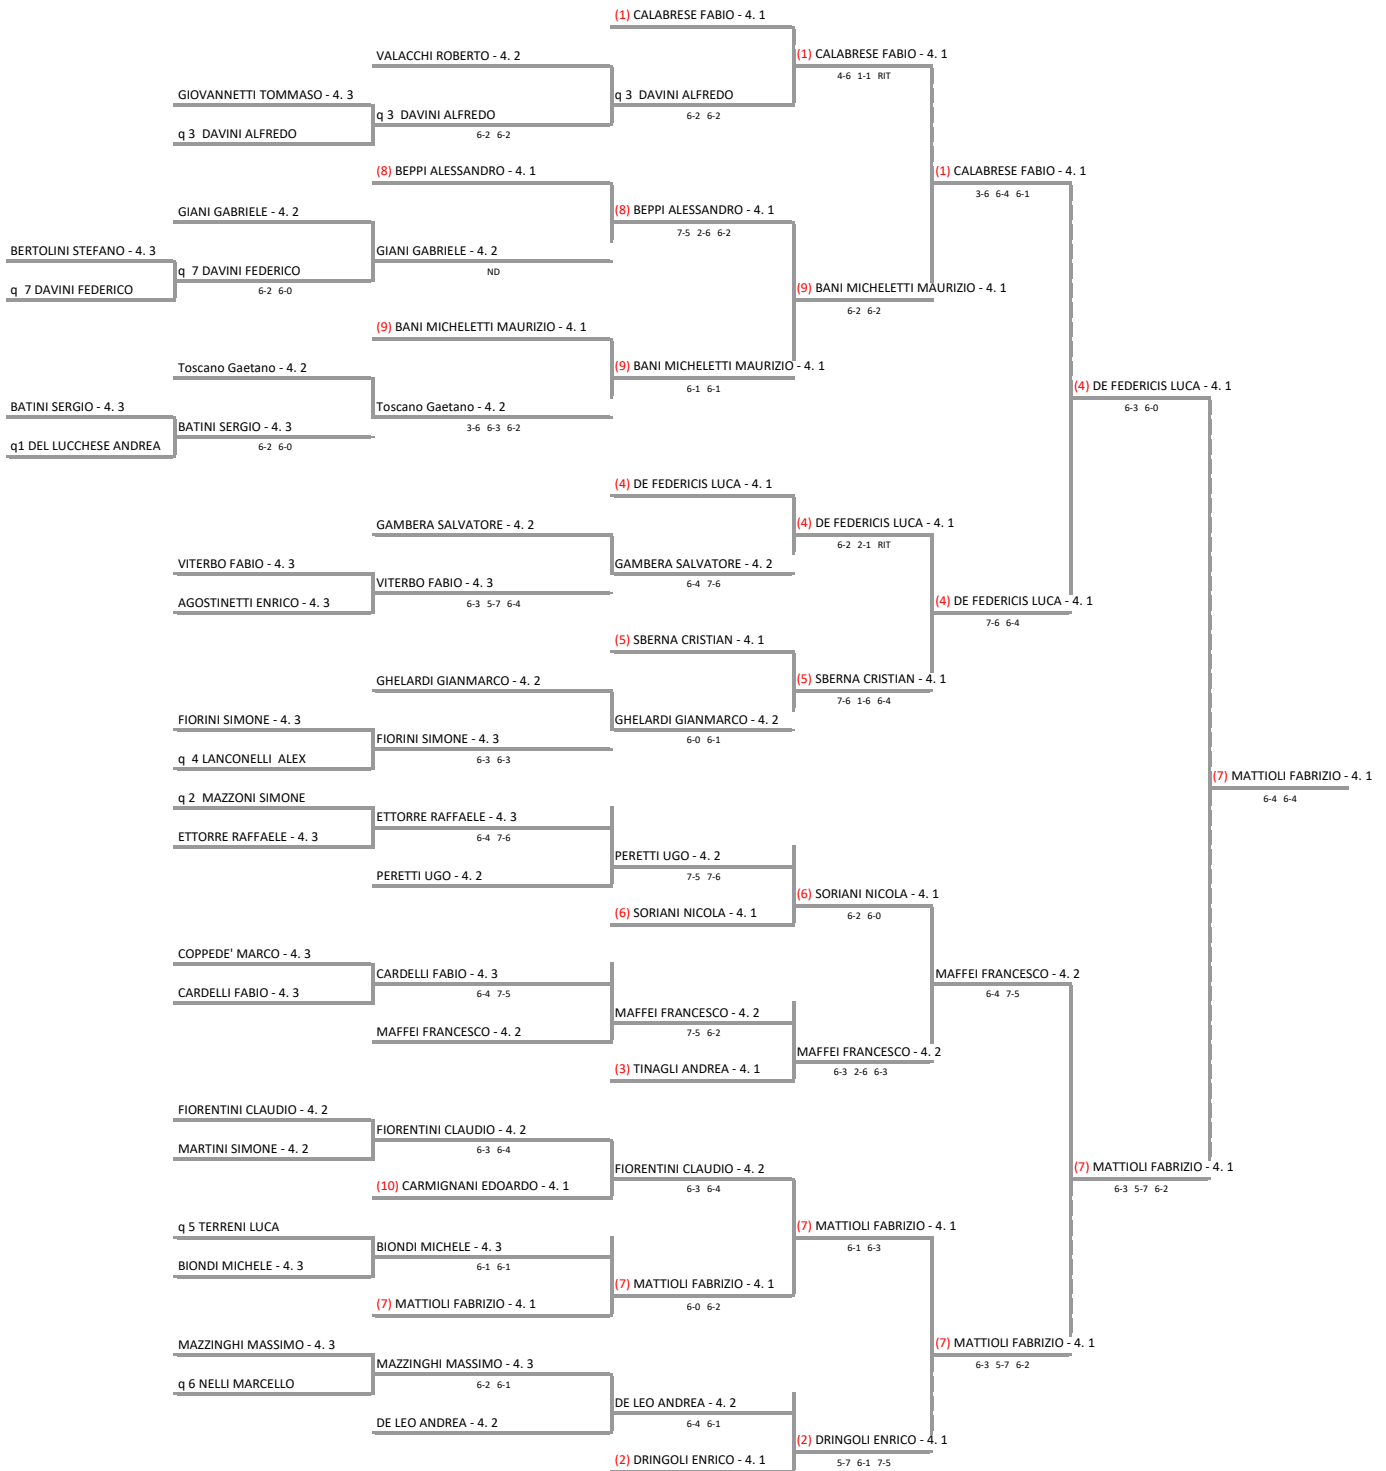 (1) CALABRESE FABIO - 4. 1
VALACCHI ROBERTO - 4. 2
(1) CALABRESE FABIO - 4. 1
4-6 1-1 RIT
GIOVANNETTI TOMMASO - 4. 3
q 3 DAVINI ALFREDO
q 3 DAVINI ALFREDO
6-2 6-2
q 3 DAVINI ALFREDO
6-2 6-2
(8) BEPPI ALESSANDRO - 4. 1
(1) CALABRESE FABIO - 4. 1
3-6 6-4 6-1
GIANI GABRIELE - 4. 2
(8) BEPPI ALESSANDRO - 4. 1
7-5 2-6 6-2
BERTOLINI STEFANO - 4. 3
GIANI GABRIELE - 4. 2
ND
q 7 DAVINI FEDERICO
q 7 DAVINI FEDERICO
6-2 6-0
(9) BANI MICHELETTI MAURIZIO - 4. 1
6-2 6-2
(9) BANI MICHELETTI MAURIZIO - 4. 1
Toscano Gaetano - 4. 2
(9) BANI MICHELETTI MAURIZIO - 4. 1
6-1 6-1
(4) DE FEDERICIS LUCA - 4. 1
6-3 6-0
BATINI SERGIO - 4. 3
Toscano Gaetano - 4. 2
3-6 6-3 6-2
BATINI SERGIO - 4. 3
6-2 6-0
q1 DEL LUCCHESE ANDREA
(4) DE FEDERICIS LUCA - 4. 1
GAMBERA SALVATORE - 4. 2
(4) DE FEDERICIS LUCA - 4. 1
6-2 2-1 RIT
VITERBO FABIO - 4. 3
GAMBERA SALVATORE - 4. 2
6-4 7-6
VITERBO FABIO - 4. 3
6-3 5-7 6-4
AGOSTINETTI ENRICO - 4. 3
(4) DE FEDERICIS LUCA - 4. 1
7-6 6-4
(5) SBERNA CRISTIAN - 4. 1
GHELARDI GIANMARCO - 4. 2
(5) SBERNA CRISTIAN - 4. 1
7-6 1-6 6-4
FIORINI SIMONE - 4. 3
GHELARDI GIANMARCO - 4. 2
6-0 6-1
FIORINI SIMONE - 4. 3
6-3 6-3
q 4 LANCONELLI ALEX
(7) MATTIOLI FABRIZIO - 4. 1
6-4 6-4
q 2 MAZZONI SIMONE
ETTORRE RAFFAELE - 4. 3
6-4 7-6
ETTORRE RAFFAELE - 4. 3
PERETTI UGO - 4. 2
7-5 7-6
PERETTI UGO - 4. 2
(6) SORIANI NICOLA - 4. 1
6-2 6-0
(6) SORIANI NICOLA - 4. 1
COPPEDE' MARCO - 4. 3
CARDELLI FABIO - 4. 3
6-4 7-5
MAFFEI FRANCESCO - 4. 2
6-4 7-5
CARDELLI FABIO - 4. 3
MAFFEI FRANCESCO - 4. 2
7-5 6-2
MAFFEI FRANCESCO - 4. 2
MAFFEI FRANCESCO - 4. 2
6-3 2-6 6-3
(3) TINAGLI ANDREA - 4. 1
FIORENTINI CLAUDIO - 4. 2
FIORENTINI CLAUDIO - 4. 2
6-3 6-4
MARTINI SIMONE - 4. 2
FIORENTINI CLAUDIO - 4. 2
6-3 6-4
(7) MATTIOLI FABRIZIO - 4. 1
6-3 5-7 6-2
(10) CARMIGNANI EDOARDO - 4. 1
q 5 TERRENI LUCA
(7) MATTIOLI FABRIZIO - 4. 1
6-1 6-3
BIONDI MICHELE - 4. 3
6-1 6-1
BIONDI MICHELE - 4. 3
(7) MATTIOLI FABRIZIO - 4. 1
6-0 6-2
(7) MATTIOLI FABRIZIO - 4. 1
MAZZINGHI MASSIMO - 4. 3
(7) MATTIOLI FABRIZIO - 4. 1
6-3 5-7 6-2
MAZZINGHI MASSIMO - 4. 3
6-2 6-1
q 6 NELLI MARCELLO
DE LEO ANDREA - 4. 2
6-4 6-1
DE LEO ANDREA - 4. 2
(2) DRINGOLI ENRICO - 4. 1
5-7 6-1 7-5
(2) DRINGOLI ENRICO - 4. 1